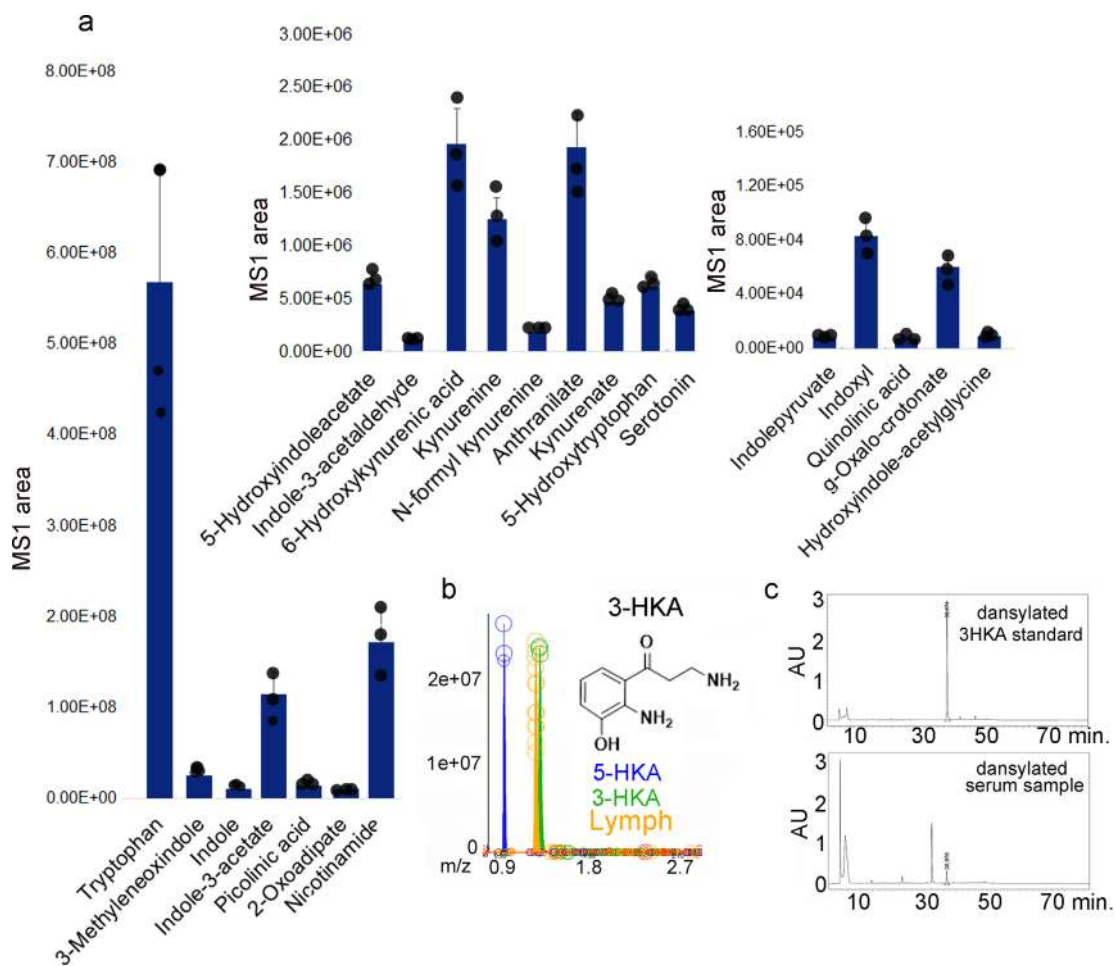 a
MS1 area
8.00E+08
7.00E+08
6.00E+08
5.00E+08
4.00E+08
3.00E+08
2.00E+08
1.00E+08
0.00E+00
Tryptophan
3-Methyleneoxindole
Indole
Indole-3-acetate
Picolinic acid
2-Oxoadipate
Nicotinamide
MS1 area
3.00E+06
2.50E+06
2.00E+06
1.50E+06
1.00E+06
5.00E+05
0.00E+00
5-Hydroxyindoleacetate
Indole-3-acetaldehyde
6-Hydroxykynurenic acid
Kynurenine
N-formyl kynurenine
Anthranilate
Kynurenate
5-Hydroxytryptophan
Serotonin
MS1 area
1.60E+05
1.20E+05
8.00E+04
4.00E+04
0.00E+00
Indolepyruvate
Indoxyl
Quinolinic acid
g-Oxalo-crotonate
Hydroxyindole-acetylglycine
b
3-HKA
2e+07
1e+07
0
m/z
0.9
1.8
2.7
O
NH2
NH2
OH
5-HKA
3-HKA
Lymph
c
AU
3
2
1
0
dansylated
3HKA standard
10 30 50 70 min.
AU
3
2
1
0
dansylated
serum sample
10 30 50 70 min.